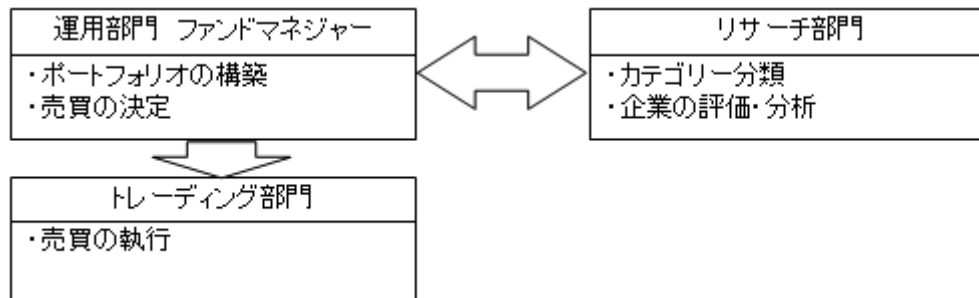 運用部門 ファンドマネジャー
・ポートフォリオの構築
・売買の決定
リサーチ部門
・カテゴリー分類
・企業の評価・分析
トレーディング部門
・売買の執行